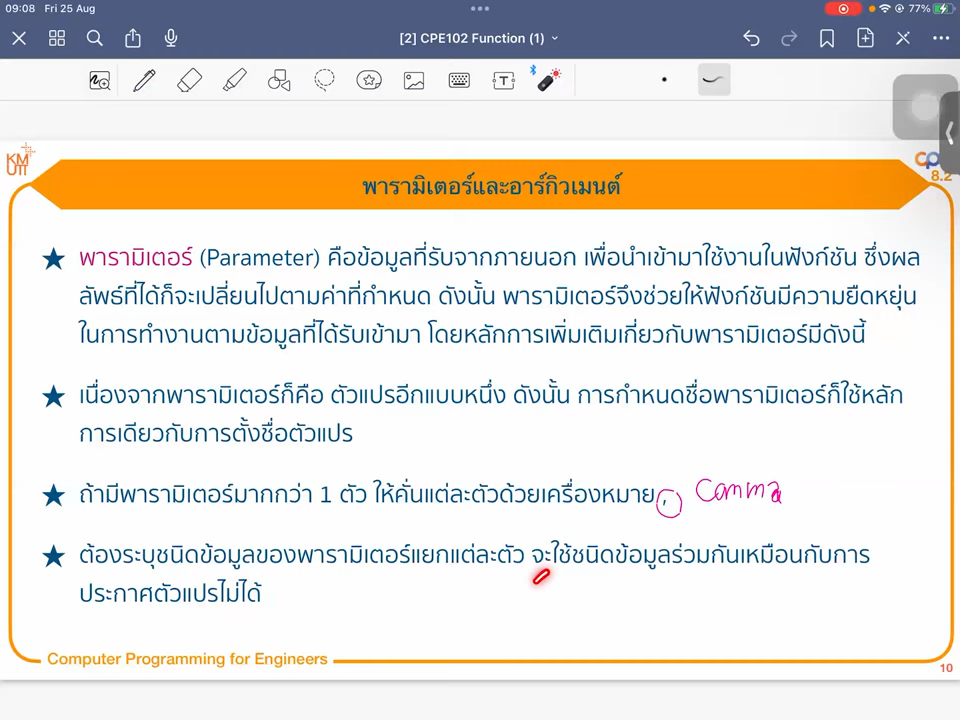 09:08 Fri 25 Aug
77%
[2] CPE102 Function (1)
T
KM
UTT
cp
8.2
พารามิเตอร์และอาร์กิวเมนต์
พารามิเตอร์ (Parameter) คือข้อมูลที่รับจากภายนอก เพื่อนำเข้ามาใช้งานในฟังก์ชัน ซึ่งผล
ลัพธ์ที่ได้ก็จะเปลี่ยนไปตามค่าที่กำหนด ดังนั้น พารามิเตอร์จึงช่วยให้ฟังก์ชันมีความยืดหยุ่น
ในการทำงานตามข้อมูลที่ได้รับเข้ามา โดยหลักการเพิ่มเติมเกี่ยวกับพารามิเตอร์มีดังนี้
เนื่องจากพารามิเตอร์ก็คือ ตัวแปรอีกแบบหนึ่ง ดังนั้น การกำหนดชื่อพารามิเตอร์ก็ใช้หลัก
การเดียวกับการตั้งชื่อตัวแปร
ถ้ามีพารามิเตอร์มากกว่า 1 ตัว ให้คั่นแต่ละตัวด้วยเครื่องหมาย , Comma
ต้องระบุชนิดข้อมูลของพารามิเตอร์แยกแต่ละตัว จะใช้ชนิดข้อมูลร่วมกันเหมือนกับการ
ประกาศตัวแปรไม่ได้
Computer Programming for Engineers
10